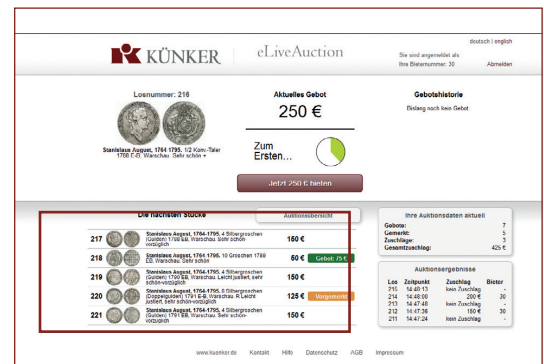 deutsch | english
KÜNKER
eLiveAuction
Sie sind angemeldet als
Ihre Bieternummer: 30
Abmelden
Losnummer: 216
Stanislaus August, 1764 1795. 1/2 Konv.-Taler
1788 E-B, Warschau. Sehr schön +
Aktuelles Gebot
250 €
Zum
Ersten...
Jetzt 250 € bieten
Gebotshistorie
Bislang noch kein Gebot
Die nächsten Stücke
Auktionsübersicht
217 Stanislaus August, 1764-1795. 4 Silbergroschen
(Gulden) 1788 EB, Warschau. Sehr schön-
vorzüglich
150 €
218 Stanislaus August, 1764-1795. 10 Groschen 1788
EB, Warschau. Sehr schön
50 € Gebot 75 €
219 Stanislaus August, 1764-1795. 4 Silbergroschen
(Gulden) 1790 EB, Warschau. Leicht justiert, sehr
schön-vorzüglich
150 €
220 Stanislaus August, 1764-1795. 8 Silbergroschen
(Doppelgulden) 1791 E-B, Warschau. R Leicht
justiert, sehr schön-vorzüglich
125 € Vorgemerkt
221 Stanislaus August, 1764-1795. 4 Silbergroschen
(Gulden) 1791 EB, Warschau. Sehr schön-
vorzüglich
150 €
Ihre Auktionsdaten aktuell
Gebote: 7
Gemerkt: 5
Zuschläge: 3
Gesamtzuschlag: 425 €
Auktionsergebnisse
Los Zeitpunkt Zuschlag Bieter
215 14:48:13 kein Zuschlag -
214 14:48:00 200 € 30
213 14:47:48 kein Zuschlag -
212 14:47:36 150 € 30
211 14:47:24 kein Zuschlag -
www.kuenker.de Kontakt Hilfe Datenschutz AGB Impressum